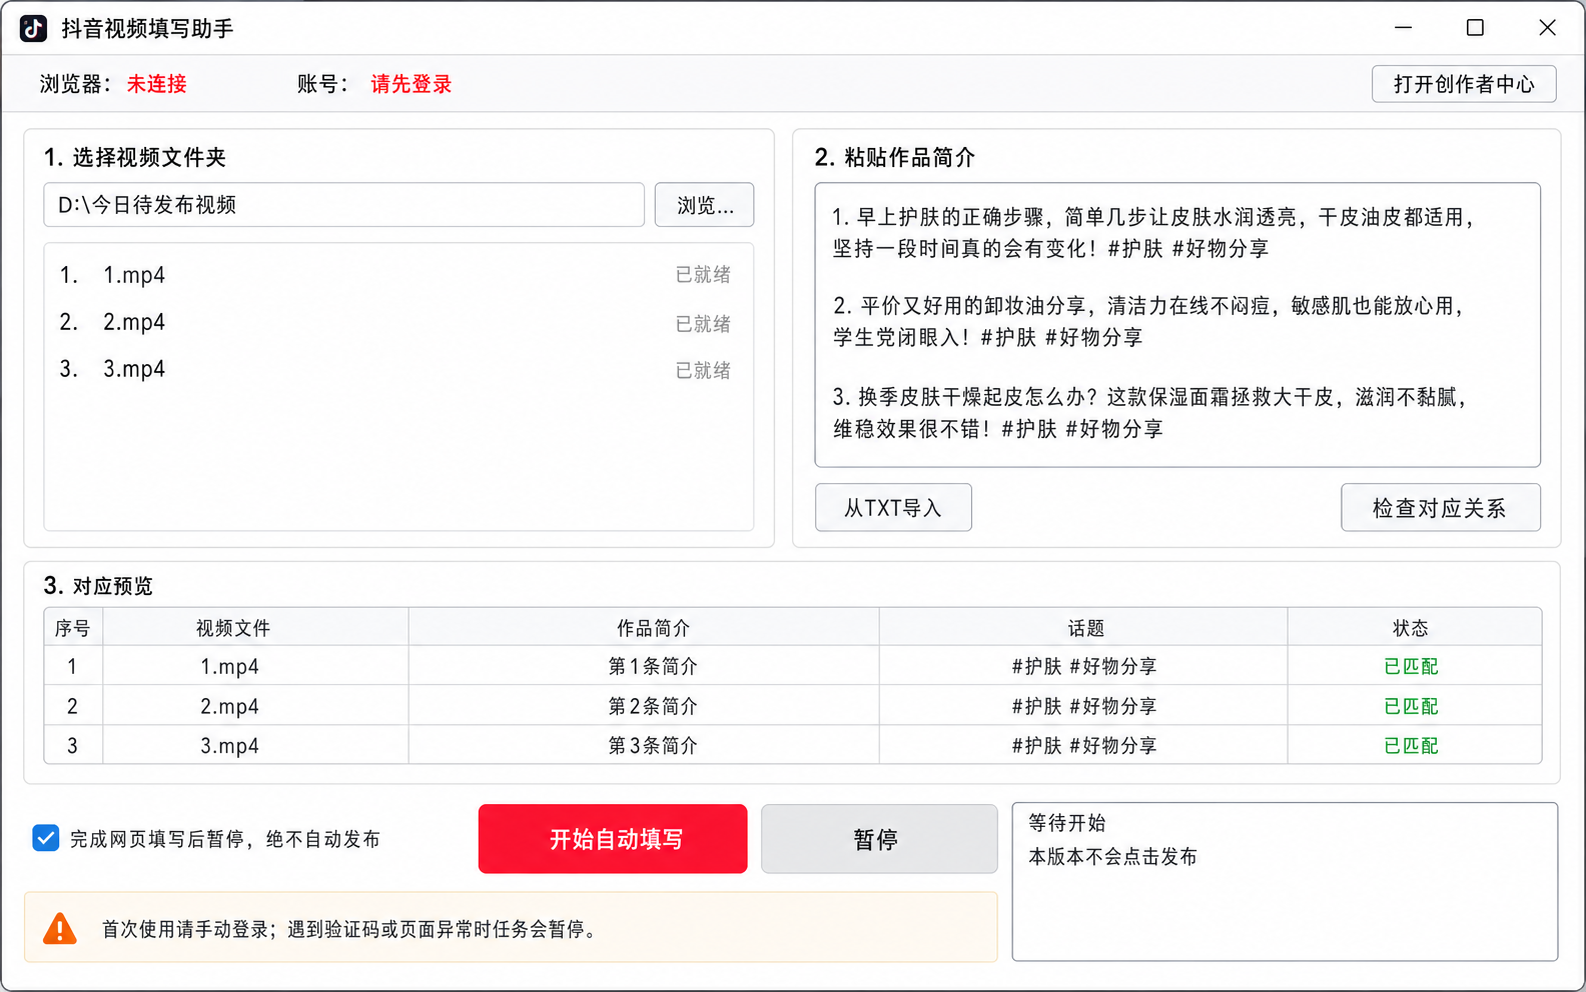 抖音视频填写助手
浏览器： 未连接 账号： 请先登录 打开创作者中心
1. 选择视频文件夹
D:\今日待发布视频 浏览...
1. 1.mp4 已就绪
2. 2.mp4 已就绪
3. 3.mp4 已就绪
2. 粘贴作品简介
1. 早上护肤的正确步骤，简单几步让皮肤水润透亮，干皮油皮都适用，
坚持一段时间真的会有变化！#护肤 #好物分享
2. 平价又好用的卸妆油分享，清洁力在线不闷痘，敏感肌也能放心用，
学生党闭眼入！#护肤 #好物分享
3. 换季皮肤干燥起皮怎么办？这款保湿面霜拯救大干皮，滋润不黏腻，
维稳效果很不错！#护肤 #好物分享
从TXT导入 检查对应关系
3. 对应预览
序号 视频文件 作品简介 话题 状态
1 1.mp4 第1条简介 #护肤 #好物分享 已匹配
2 2.mp4 第2条简介 #护肤 #好物分享 已匹配
3 3.mp4 第3条简介 #护肤 #好物分享 已匹配
完成网页填写后暂停，绝不自动发布 开始自动填写 暂停
等待开始
本版本不会点击发布
首次使用请手动登录；遇到验证码或页面异常时任务会暂停。